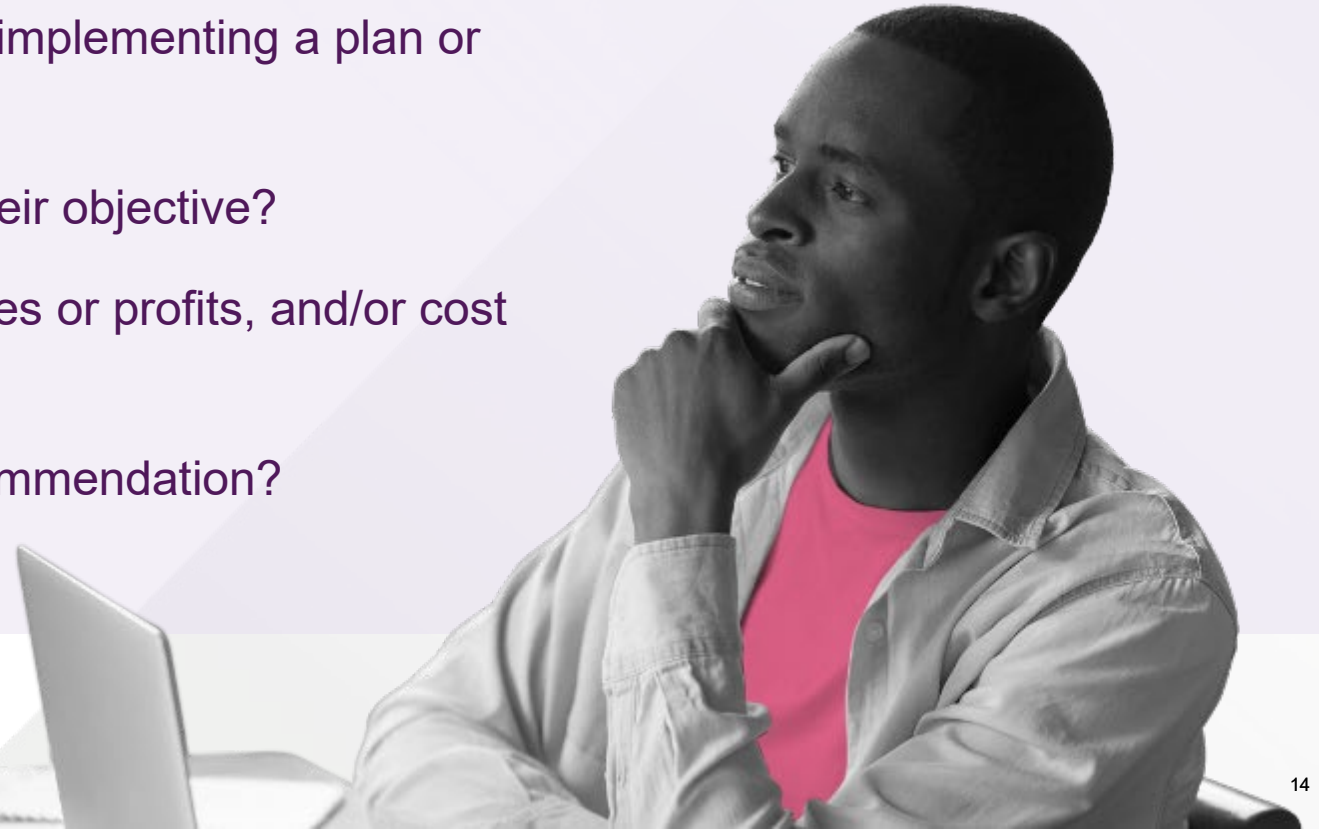 implementing a plan or
eir objective?
es or profits, and/or cost
mmendation?
14